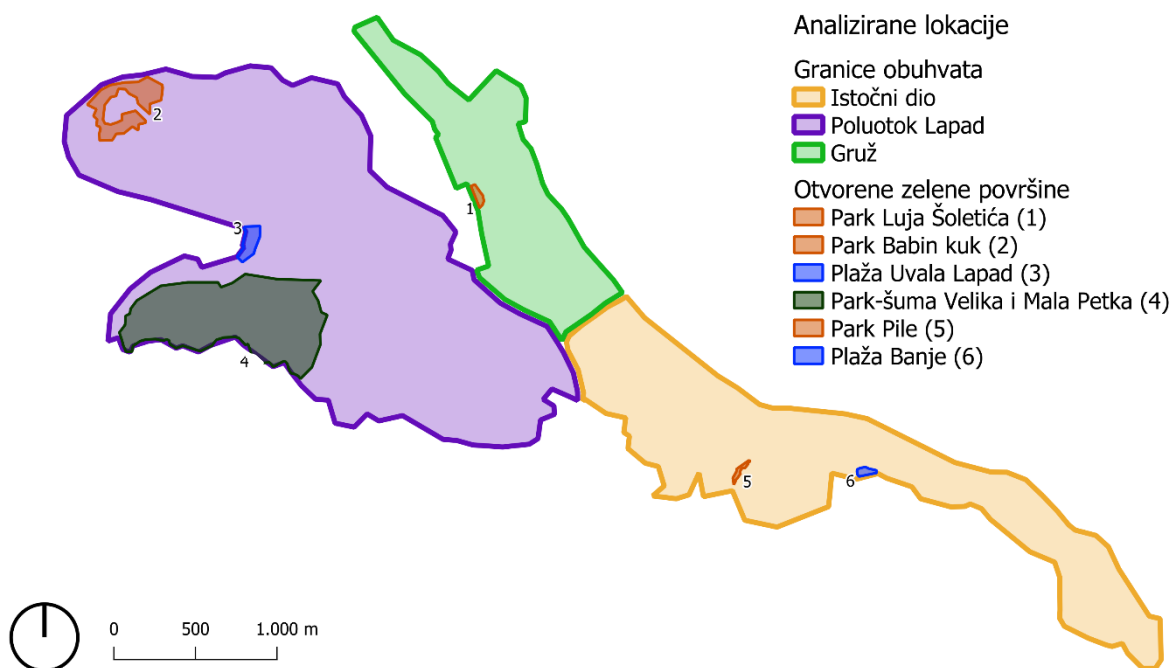 Analizirane lokacije
Granice obuhvata
Istočni dio
Poluotok Lapad
Gruž
Otvorene zelene površine
Park Luja Šoletića (1)
Park Babin kuk (2)
Plaža Uvala Lapad (3)
Park-šuma Velika i Mala Petka (4)
Park Pile (5)
Plaža Banje (6)
2
1
3
4
5
6
0 500 1.000 m